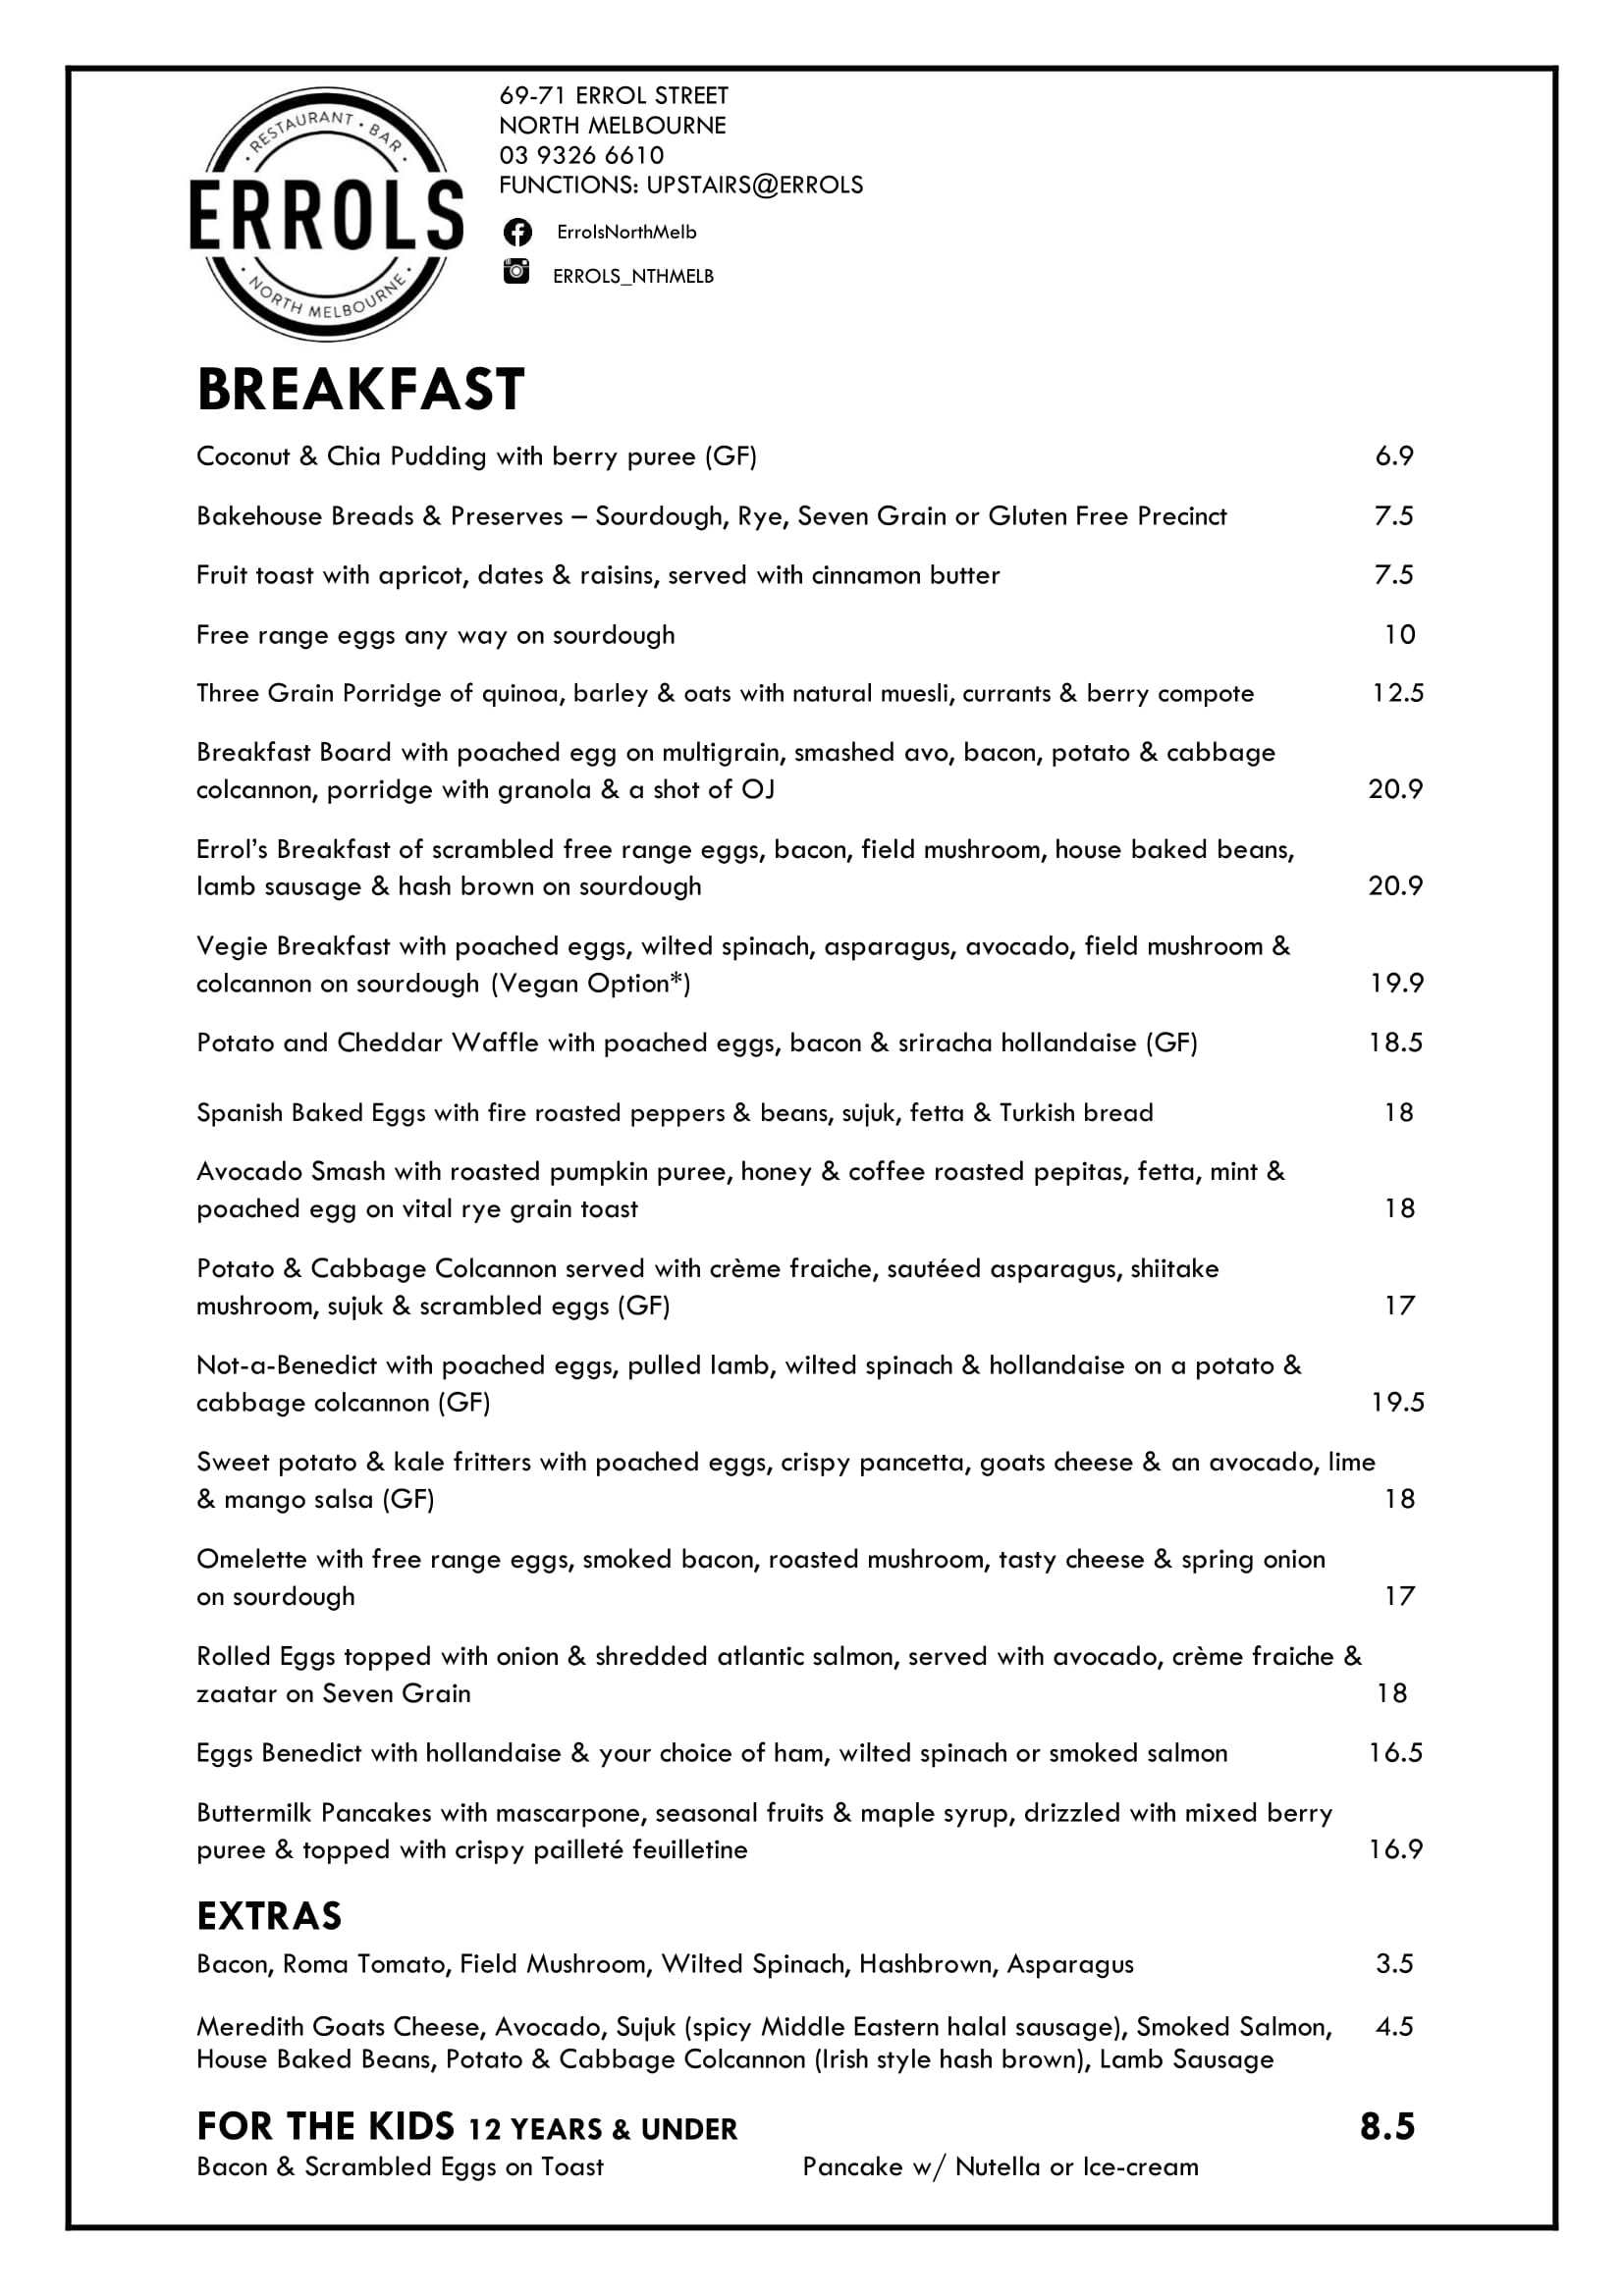 • RESTAURANT • BAR •
ERROLS
• NORTH MELBOURNE •
69-71 ERROL STREET
NORTH MELBOURNE
03 9326 6610
FUNCTIONS: UPSTAIRS@ERROLS
ErrolsNorthMelb
ERROLS_NTHMELB
BREAKFAST
Coconut & Chia Pudding with berry puree (GF) 6.9
Bakehouse Breads & Preserves – Sourdough, Rye, Seven Grain or Gluten Free Precinct 7.5
Fruit toast with apricot, dates & raisins, served with cinnamon butter 7.5
Free range eggs any way on sourdough 10
Three Grain Porridge of quinoa, barley & oats with natural muesli, currants & berry compote 12.5
Breakfast Board with poached egg on multigrain, smashed avo, bacon, potato & cabbage
colcannon, porridge with granola & a shot of OJ 20.9
Errol’s Breakfast of scrambled free range eggs, bacon, field mushroom, house baked beans,
lamb sausage & hash brown on sourdough 20.9
Vegie Breakfast with poached eggs, wilted spinach, asparagus, avocado, field mushroom &
colcannon on sourdough (Vegan Option*) 19.9
Potato and Cheddar Waffle with poached eggs, bacon & sriracha hollandaise (GF) 18.5
Spanish Baked Eggs with fire roasted peppers & beans, sujuk, fetta & Turkish bread 18
Avocado Smash with roasted pumpkin puree, honey & coffee roasted pepitas, fetta, mint &
poached egg on vital rye grain toast 18
Potato & Cabbage Colcannon served with crème fraiche, sautéed asparagus, shiitake
mushroom, sujuk & scrambled eggs (GF) 17
Not-a-Benedict with poached eggs, pulled lamb, wilted spinach & hollandaise on a potato &
cabbage colcannon (GF) 19.5
Sweet potato & kale fritters with poached eggs, crispy pancetta, goats cheese & an avocado, lime
& mango salsa (GF) 18
Omelette with free range eggs, smoked bacon, roasted mushroom, tasty cheese & spring onion
on sourdough 17
Rolled Eggs topped with onion & shredded atlantic salmon, served with avocado, crème fraiche &
zaatar on Seven Grain 18
Eggs Benedict with hollandaise & your choice of ham, wilted spinach or smoked salmon 16.5
Buttermilk Pancakes with mascarpone, seasonal fruits & maple syrup, drizzled with mixed berry
puree & topped with crispy pailleté feuilletine 16.9
EXTRAS
Bacon, Roma Tomato, Field Mushroom, Wilted Spinach, Hashbrown, Asparagus 3.5
Meredith Goats Cheese, Avocado, Sujuk (spicy Middle Eastern halal sausage), Smoked Salmon, 4.5
House Baked Beans, Potato & Cabbage Colcannon (Irish style hash brown), Lamb Sausage
FOR THE KIDS 12 YEARS & UNDER 8.5
Bacon & Scrambled Eggs on Toast Pancake w/ Nutella or Ice-cream